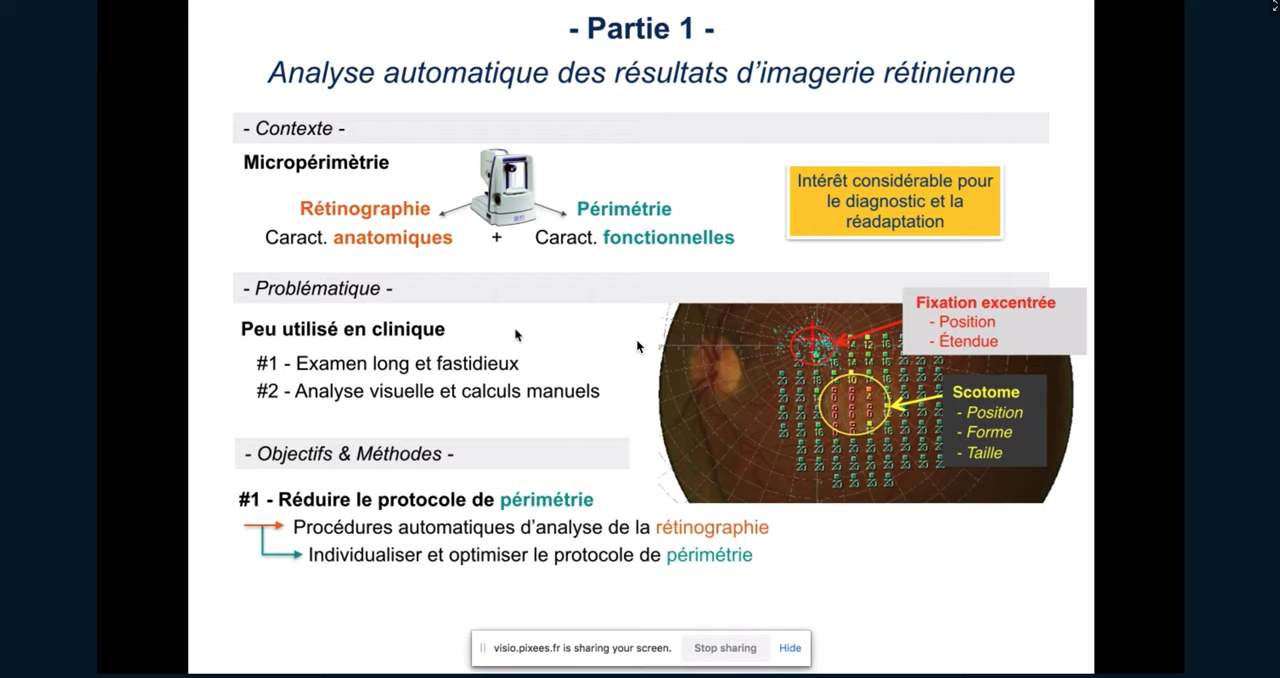 - Partie 1 -
Analyse automatique des résultats d'imagerie rétinienne
- Contexte -
Micropérimètrie
Rétinographie
Périmétrie
Caract. anatomiques + Caract. fonctionnelles
Intérêt considérable pour
le diagnostic et la
réadaptation
- Problématique -
Peu utilisé en clinique
#1 - Examen long et fastidieux
#2 - Analyse visuelle et calculs manuels
Fixation excentrée
- Position
- Étendue
Scotome
- Position
- Forme
- Taille
- Objectifs & Méthodes -
#1 - Réduire le protocole de périmétrie
Procédures automatiques d'analyse de la rétinographie
Individualiser et optimiser le protocole de périmétrie
visio.pixees.fr is sharing your screen.
Stop sharing
Hide